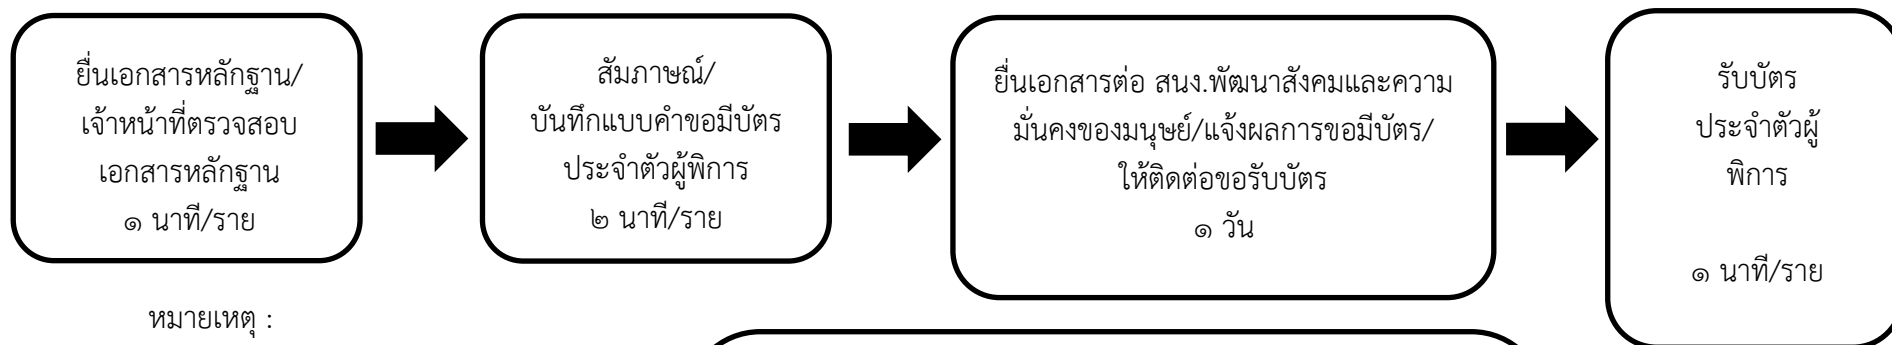 ยื่นเอกสารหลักฐาน/
เจ้าหน้าที่ตรวจสอบ
เอกสารหลักฐาน
๑ นาที/ราย
สัมภาษณ์/
บันทึกแบบคำขอมีบัตร
ประจำตัวผู้พิการ
๒ นาที/ราย
ยื่นเอกสารต่อ สนง.พัฒนาสังคมและความ
มั่นคงของมนุษย์/แจ้งผลการขอมีบัตร/
ให้ติดต่อขอรับบัตร
๑ วัน
รับบัตร
ประจำตัวผู้
พิการ
๑ นาที/ราย
หมายเหตุ :